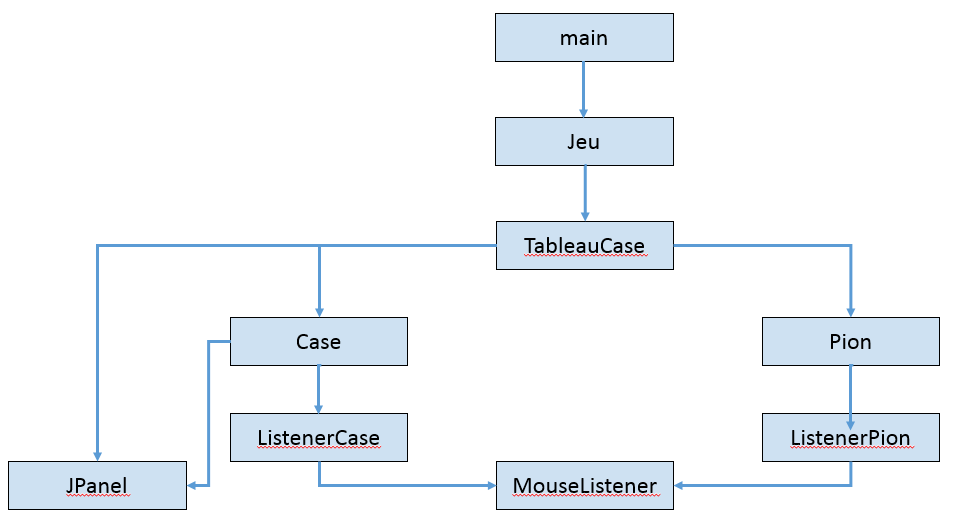 main
Jeu
TableauCase
Case
Pion
ListenerCase
ListenerPion
JPanel
MouseListener